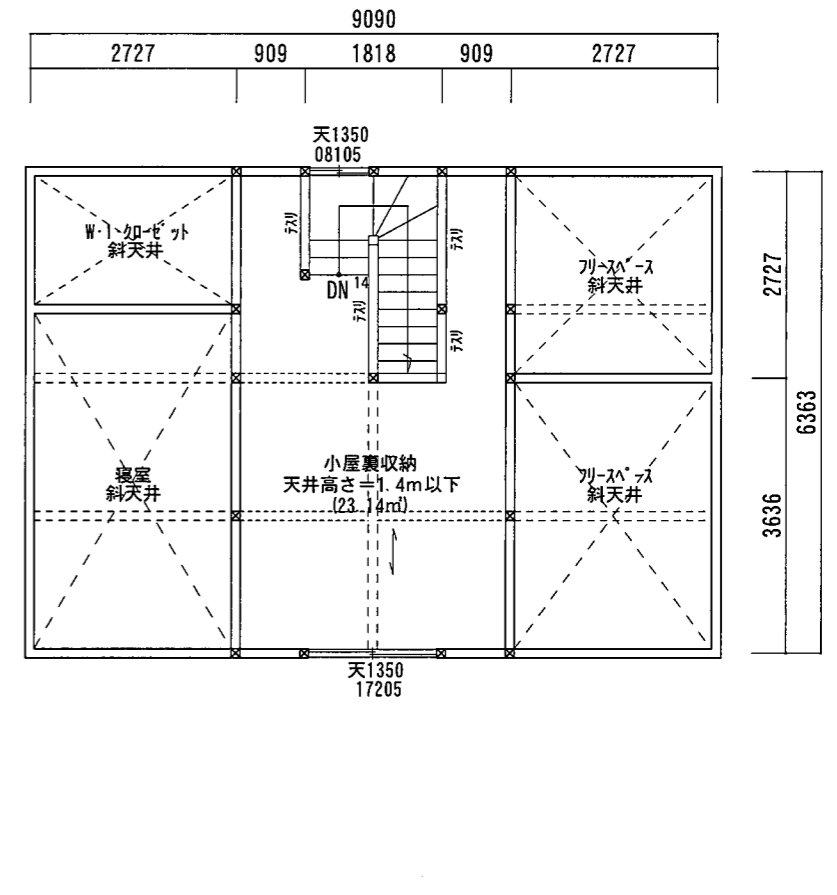 9090
2727 909 1818 909 2727
天1350
08105
W・I・クローゼット
斜天井
テスリ
テスリ
フリースペース
斜天井
DN 14
テスリ
テスリ
2727
6363
寝室
斜天井
小屋裏収納
天井高さ=1.4m以下
(23.14㎡)
フリースペース
斜天井
3636
天1350
17205